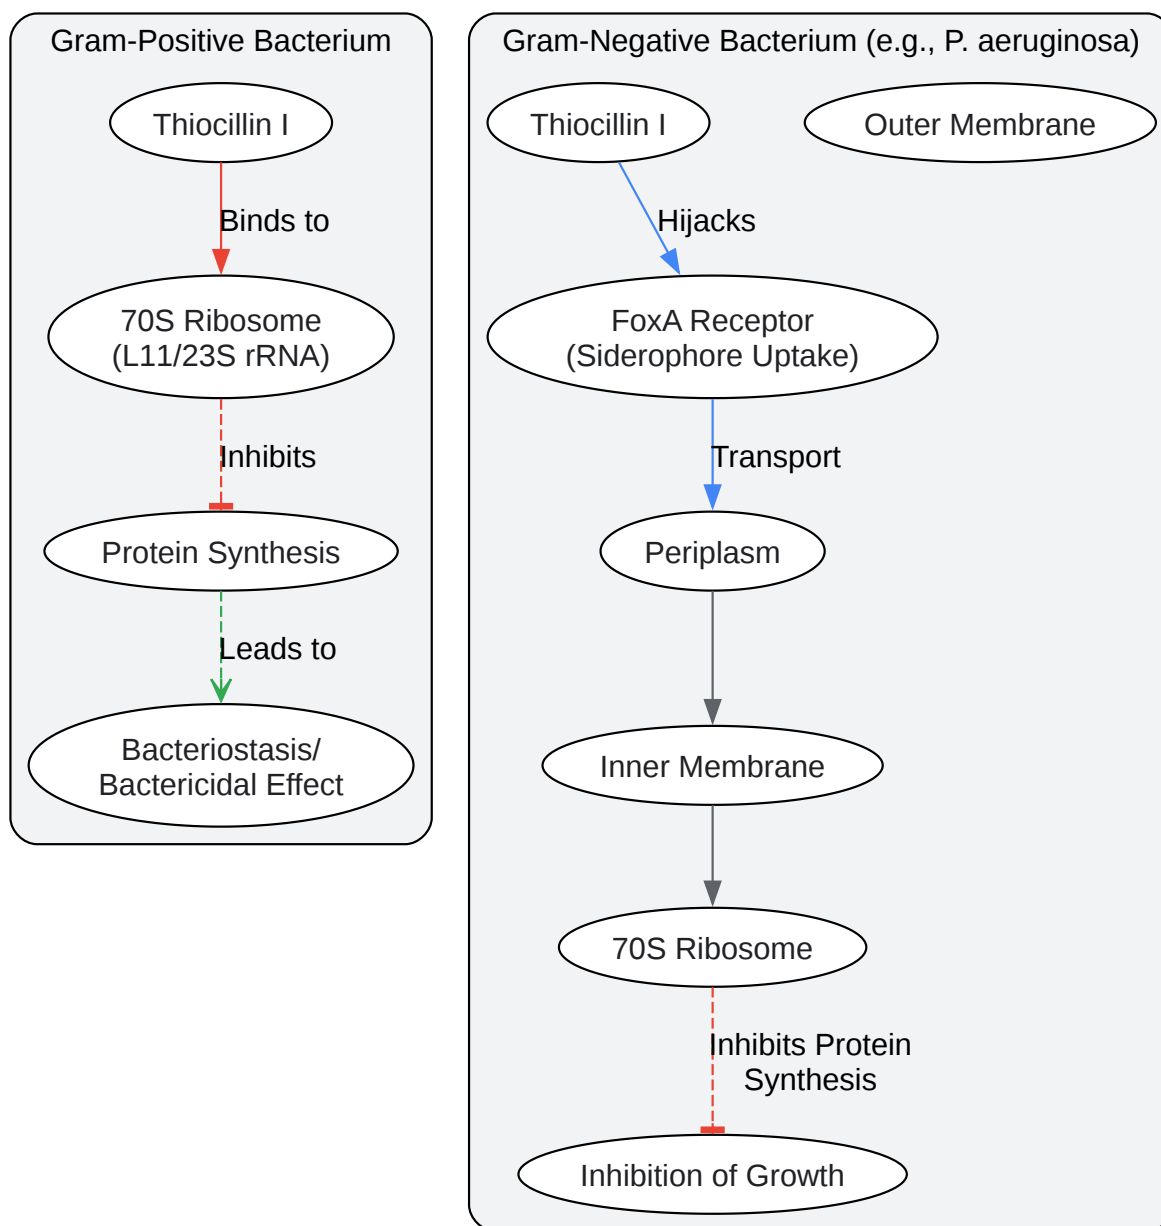 Gram-Positive Bacterium
Thiocillin I
Binds to
70S Ribosome
(L11/23S rRNA)
Inhibits
Protein Synthesis
Leads to
Bacteriostasis/
Bactericidal Effect
Gram-Negative Bacterium (e.g., P. aeruginosa)
Thiocillin I
Outer Membrane
Hijacks
FoxA Receptor
(Siderophore Uptake)
Transport
Periplasm
Inner Membrane
70S Ribosome
Inhibits Protein
Synthesis
Inhibition of Growth